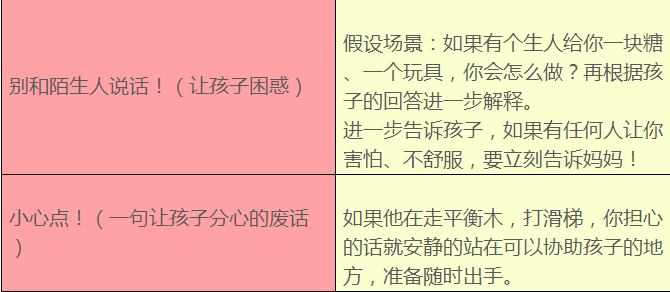 别和陌生人说话！（让孩子困惑）
假设场景：如果有个生人给你一块糖
、一个玩具，你会怎么做？再根据孩
子的回答进一步解释。
进一步告诉孩子，如果有任何人让你
害怕、不舒服，要立刻告诉妈妈！
小心点！（一句让孩子分心的废话
）
如果他在走平衡木，打滑梯，你担心
的话就安静的站在可以协助孩子的地
方，准备随时出手。